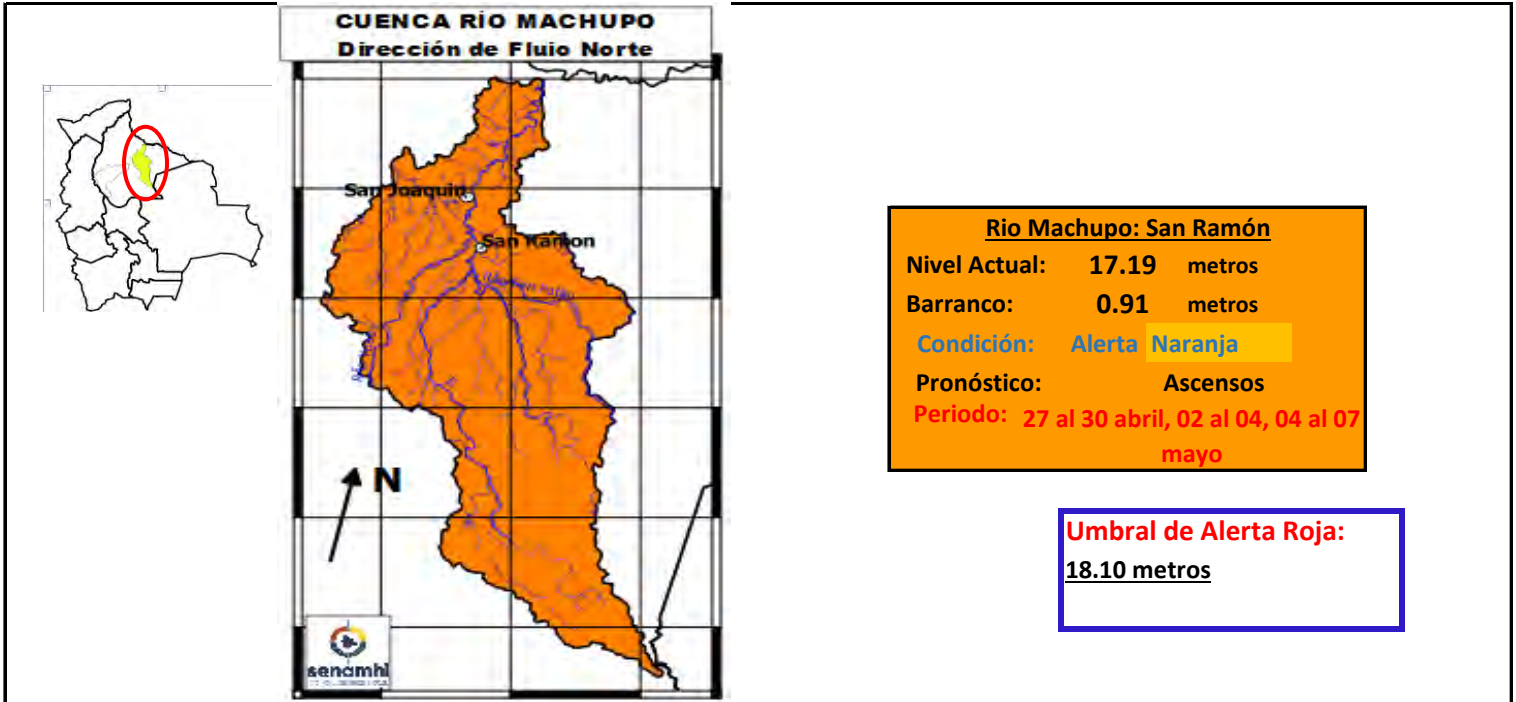 CUENCA RÍO MACHUPO
Dirección de Fluio Norte
San Joaquin
San Ramon
N
senamhi
Rio Machupo: San Ramón
Nivel Actual: 17.19 metros
Barranco: 0.91 metros
Condición: Alerta Naranja
Pronóstico: Ascensos
Periodo: 27 al 30 abril, 02 al 04, 04 al 07
mayo
Umbral de Alerta Roja:
18.10 metros